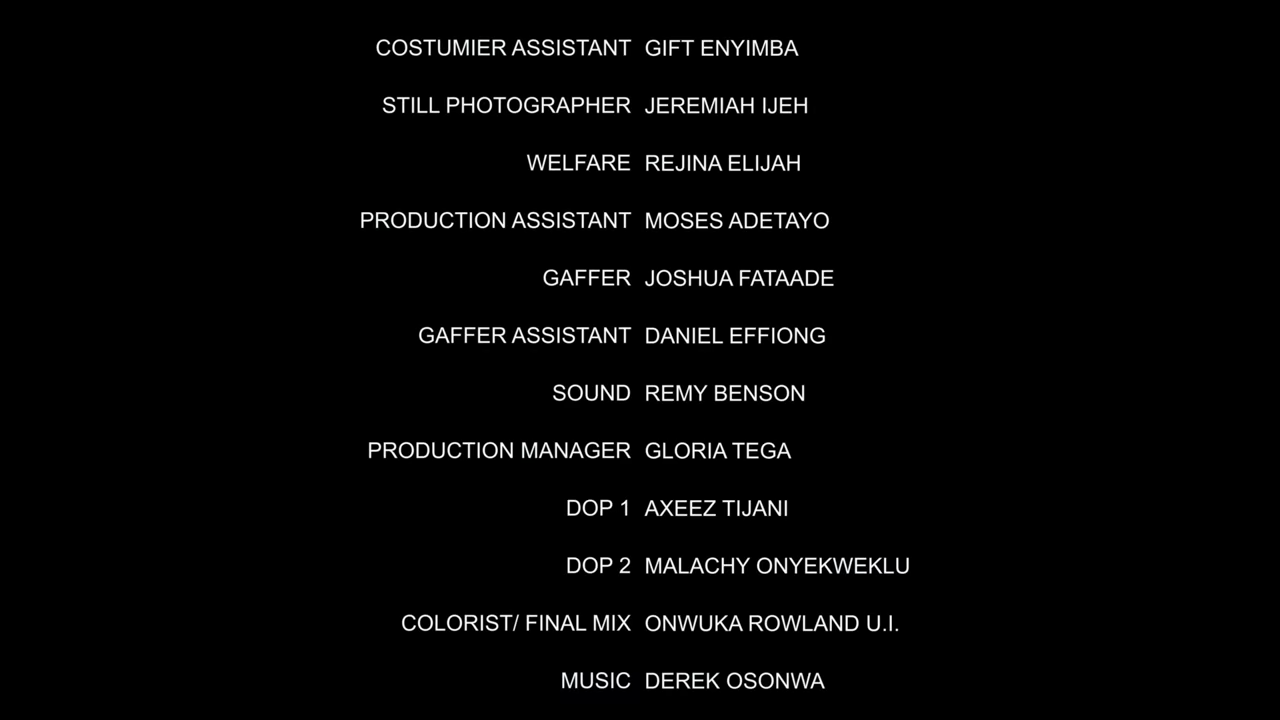 COSTUMIER ASSISTANT GIFT ENYIMBA
STILL PHOTOGRAPHER JEREMIAH IJEH
WELFARE REJINA ELIJAH
PRODUCTION ASSISTANT MOSES ADETAYO
GAFFER JOSHUA FATAADE
GAFFER ASSISTANT DANIEL EFFIONG
SOUND REMY BENSON
PRODUCTION MANAGER GLORIA TEGA
DOP 1 AXEEZ TIJANI
DOP 2 MALACHY ONYEKWEKLU
COLORIST/ FINAL MIX ONWUKA ROWLAND U.I.
MUSIC DEREK OSONWA